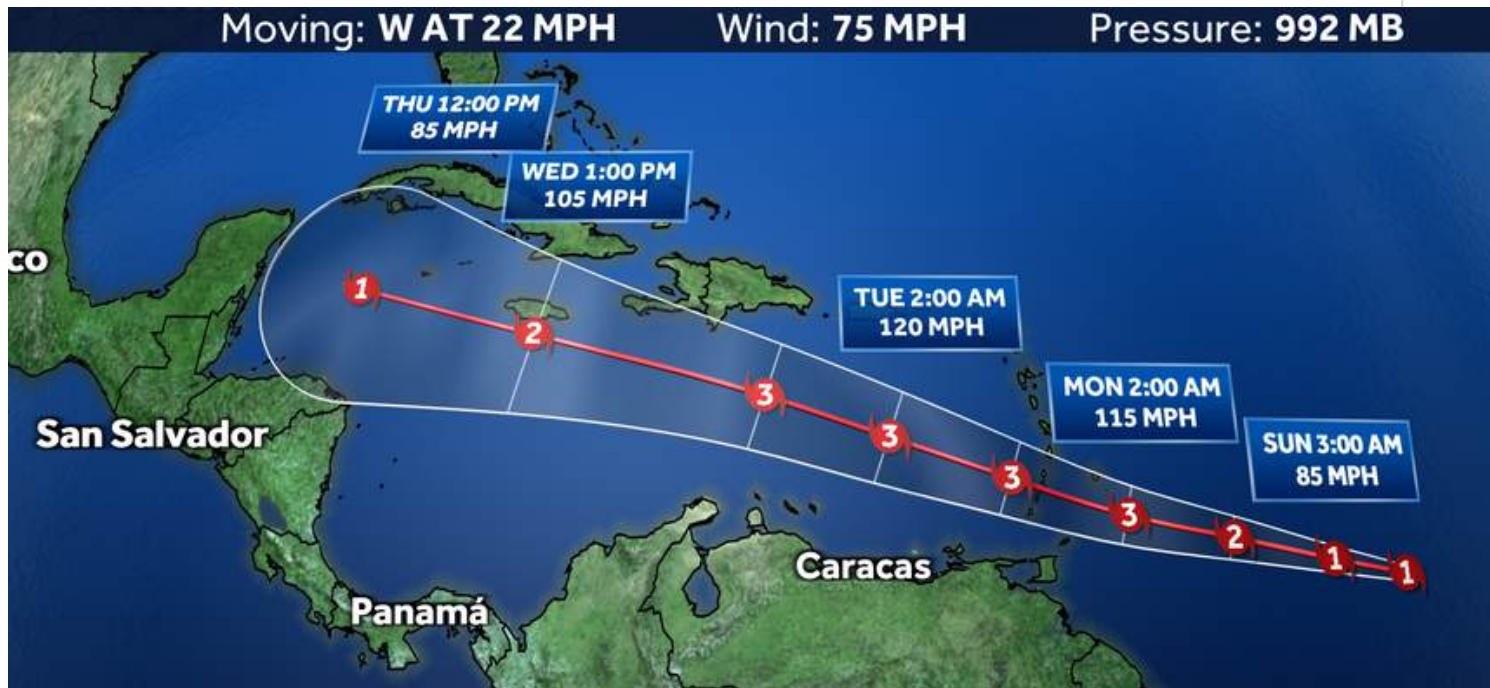 Moving: W AT 22 MPH Wind: 75 MPH Pressure: 992 MB
THU 12:00 PM
85 MPH
WED 1:00 PM
105 MPH
TUE 2:00 AM
120 MPH
MON 2:00 AM
115 MPH
SUN 3:00 AM
85 MPH
co
San Salvador
Panamá
Caracas
1
2
3
3
3
3
2
1
1